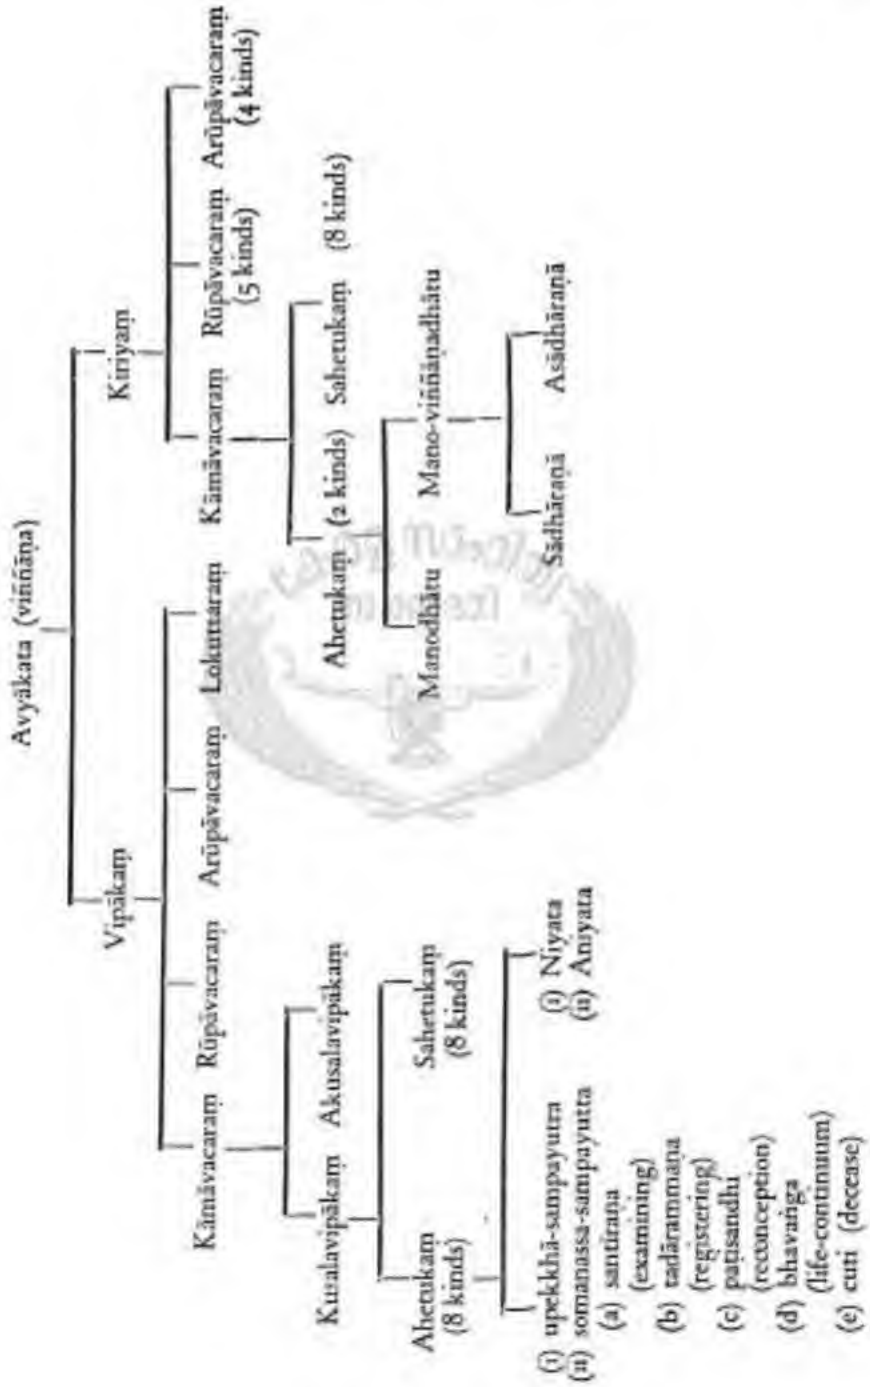 Avyākata (viññāṇa)
Vipākaṃ Kiriyaṃ
Kāmāvacaraṃ Rūpāvacaraṃ Arūpāvacaraṃ Lokuttaraṃ Kāmāvacaraṃ Rūpāvacaraṃ Arūpāvacaraṃ
(5 kinds) (4 kinds)
Kusalavipākaṃ Akusalavipākaṃ Ahetukaṃ (2 kinds) Sahetukaṃ (8 kinds)
Ahetukaṃ Sahetukaṃ Manodhātu Mano-viññāṇadhātu
(8 kinds) (8 kinds)
Sādhāraṇā Asādhāraṇā
(i) upekkhā-sampayutta (i) Niyata
(ii) somanassa-sampayutta (ii) Aniyata
(a) santīraṇa
(examining)
(b) tadārammaṇa
(registering)
(c) paṭisandhi
(reconception)
(d) bhavaṅga
(life-continuum)
(e) cuti (decease)